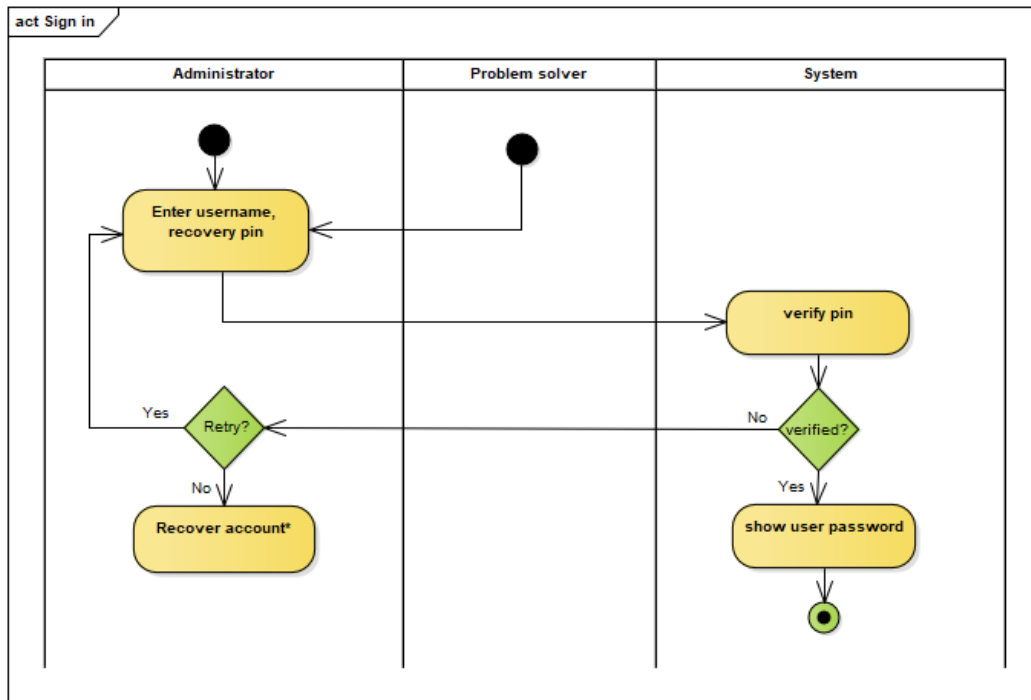 act Sign in
Administrator
Problem solver
System
Enter username,
recovery pin
verify pin
Yes
Retry?
No
verified?
No
Yes
Recover account*
show user password